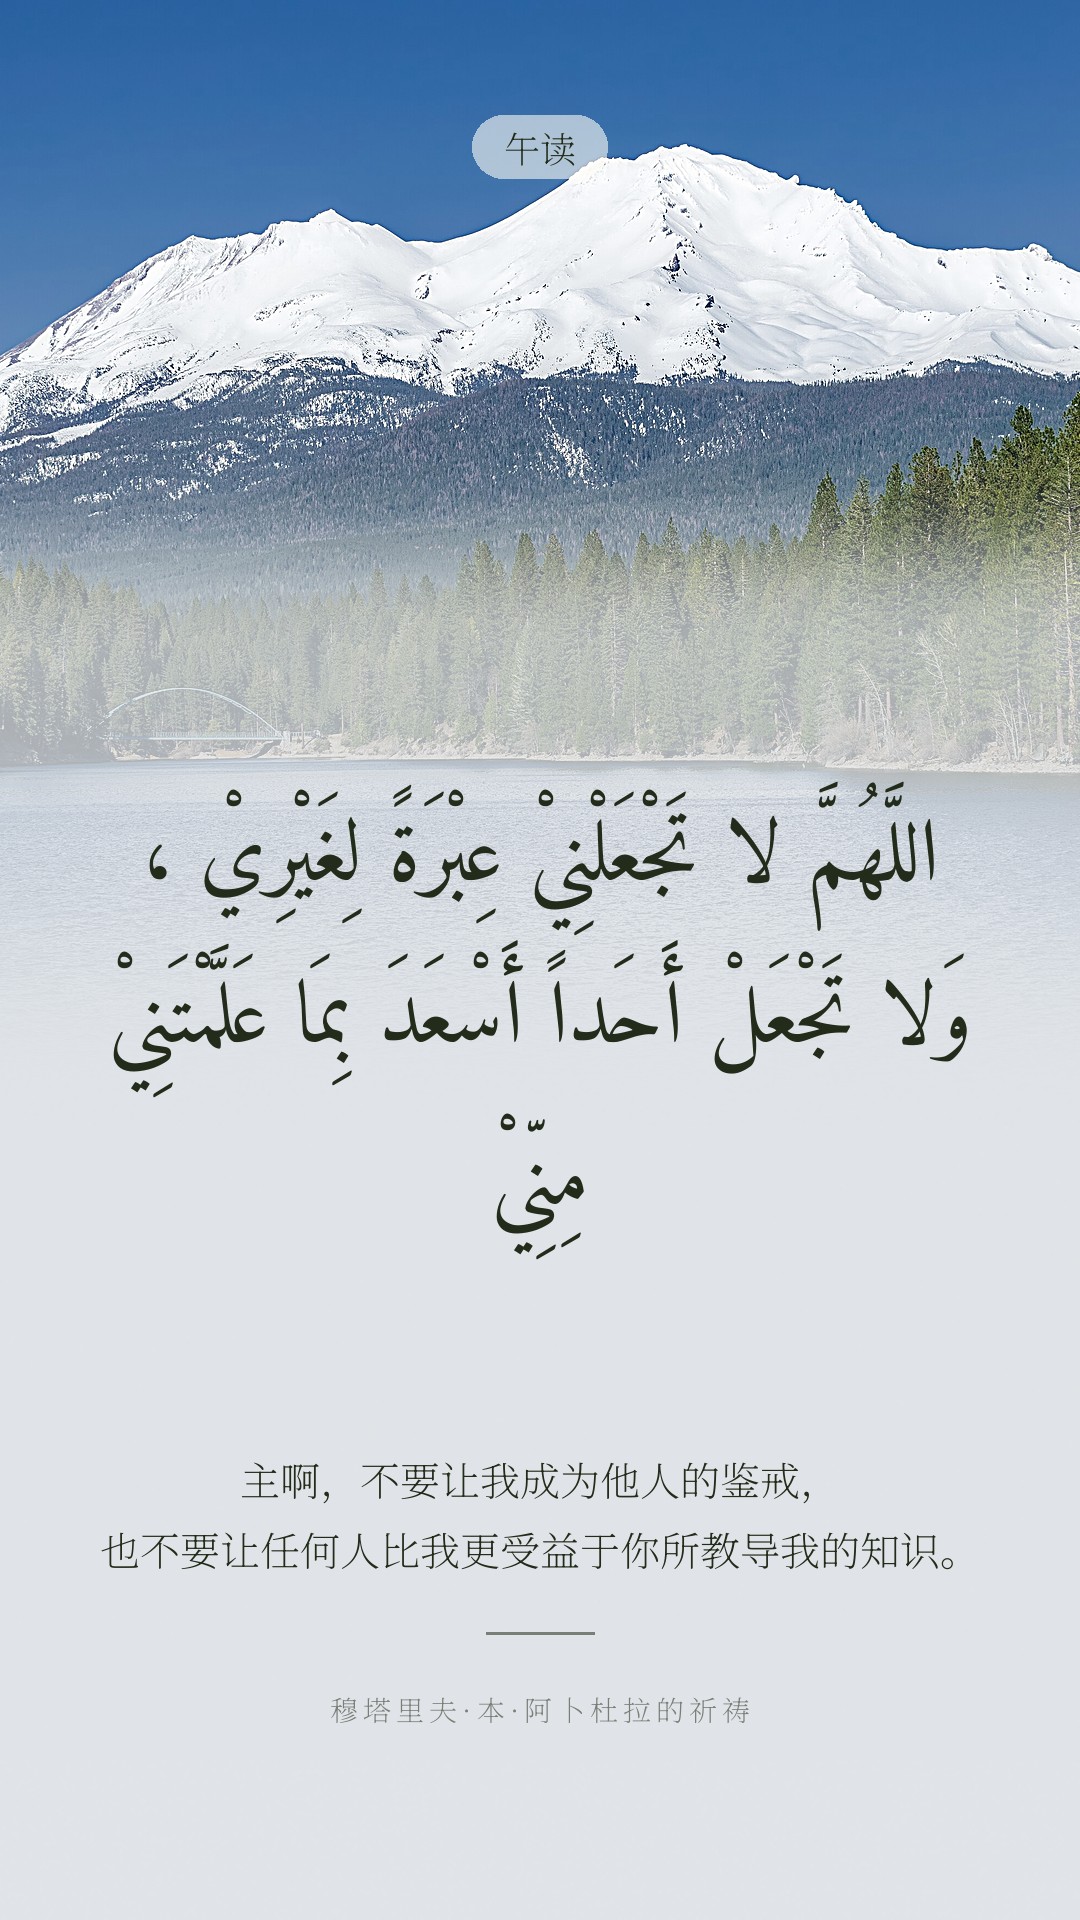 午读
اللَّهُمَّ لا تَجْعَلْنِيْ عِبْرَةً لِغَيْرِيْ ،
وَلا تَجْعَلْ أَحَداً أَسْعَدَ بِمَا عَلَّمْتَنِيْ
مِنِّيْ
主啊，不要让我成为他人的鉴戒，
也不要让任何人比我更受益于你所教导我的知识。
穆塔里夫·本·阿卜杜拉的祈祷